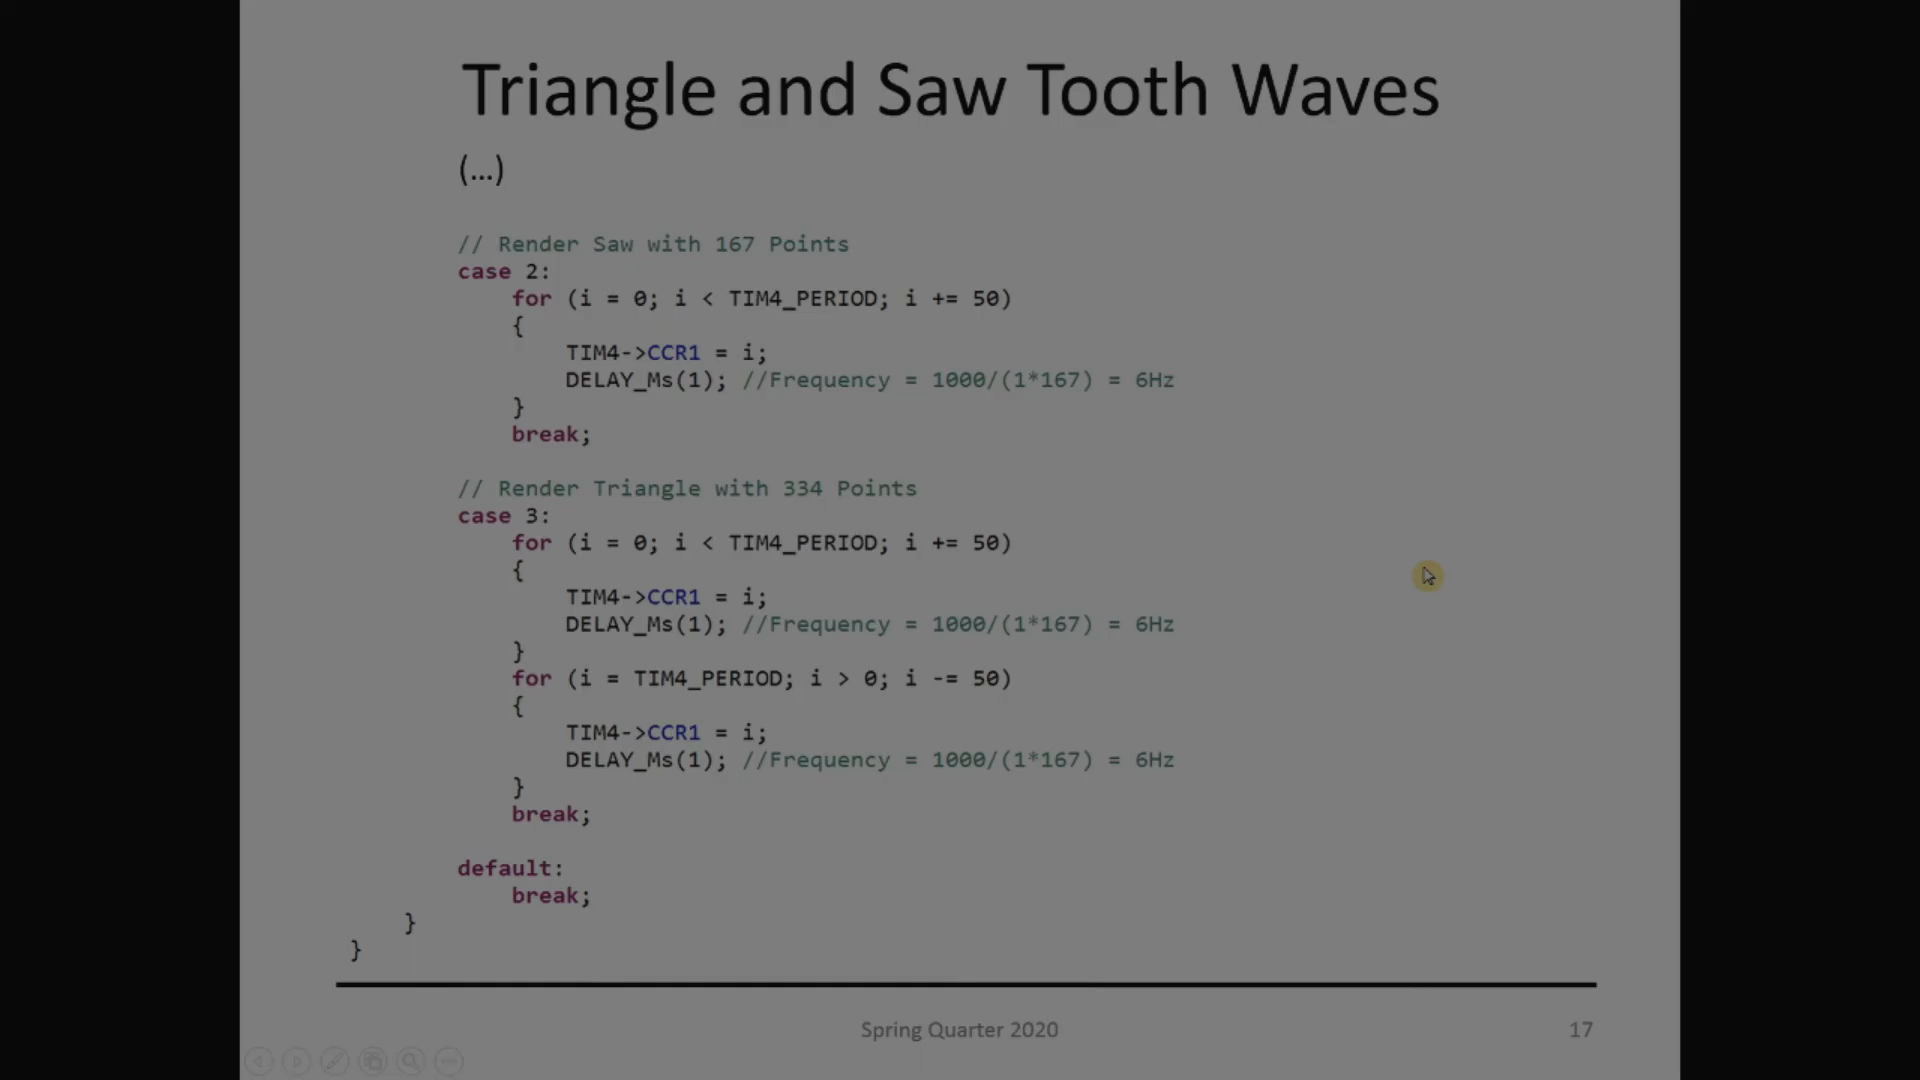 Triangle and Saw Tooth Waves
(...)
// Render Saw with 167 Points
case 2:
for (i = 0; i < TIM4_PERIOD; i += 50)
{
TIM4->CCR1 = i;
DELAY_Ms(1); //Frequency = 1000/(1*167) = 6Hz
}
break;
// Render Triangle with 334 Points
case 3:
for (i = 0; i < TIM4_PERIOD; i += 50)
{
TIM4->CCR1 = i;
DELAY_Ms(1); //Frequency = 1000/(1*167) = 6Hz
}
for (i = TIM4_PERIOD; i > 0; i -= 50)
{
TIM4->CCR1 = i;
DELAY_Ms(1); //Frequency = 1000/(1*167) = 6Hz
}
break;
default:
break;
}
}
Spring Quarter 2020
17